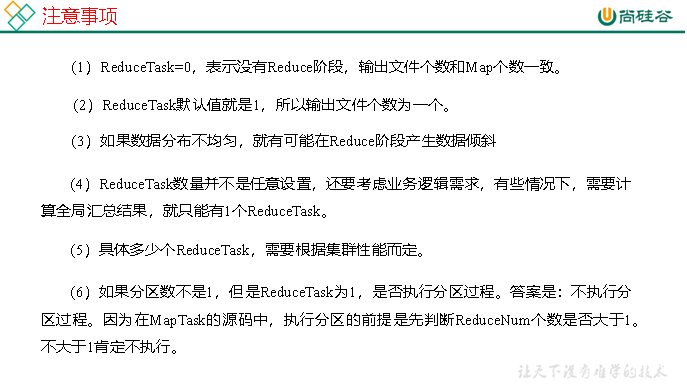 注意事项
尚硅谷
（1）ReduceTask=0，表示没有Reduce阶段，输出文件个数和Map个数一致。
（2）ReduceTask默认值就是1，所以输出文件个数为一个。
（3）如果数据分布不均匀，就有可能在Reduce阶段产生数据倾斜
（4）ReduceTask数量并不是任意设置，还要考虑业务逻辑需求，有些情况下，需要计
算全局汇总结果，就只能有1个ReduceTask。
（5）具体多少个ReduceTask，需要根据集群性能而定。
（6）如果分区数不是1，但是ReduceTask为1，是否执行分区过程。答案是：不执行分
区过程。因为在MapTask的源码中，执行分区的前提是先判断ReduceNum个数是否大于1。
不大于1肯定不执行。
让天下没有难学的技术